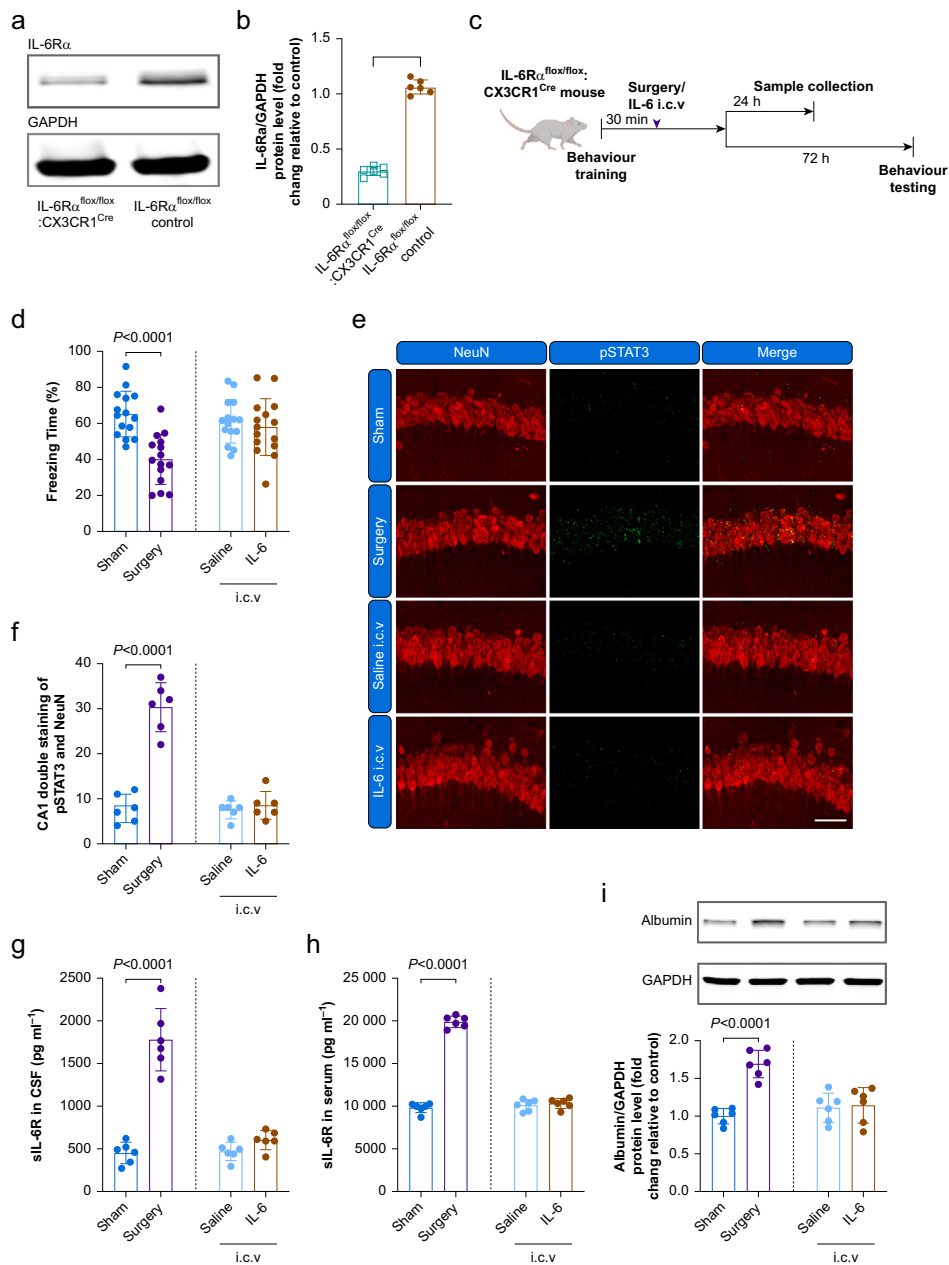 a
IL-6Rα
GAPDH
IL-6Rα^flox/flox
:CX3CR1^Cre
IL-6Rα^flox/flox
control
b
IL-6Ra/GAPDH
protein level (fold
chang relative to control)
1.5
1.0
0.5
0
IL-6Rα^flox/flox
:CX3CR1^Cre
IL-6Rα^flox/flox
control
c
IL-6Rα^flox/flox:
CX3CR1^Cre mouse
Surgery/
IL-6 i.c.v
30 min
Behaviour
training
Sample collection
24 h
72 h
Behaviour
testing
d
P<0.0001
Freezing Time (%)
100
80
60
40
20
0
Sham
Surgery
Saline
IL-6
i.c.v
e
NeuN
pSTAT3
Merge
Sham
Surgery
Saline i.c.v
IL-6 i.c.v
f
P<0.0001
CA1 double staining of
pSTAT3 and NeuN
40
30
20
10
0
Sham
Surgery
Saline
IL-6
i.c.v
g
P<0.0001
sIL-6R in CSF (pg ml⁻¹)
2500
2000
1500
1000
500
0
Sham
Surgery
Saline
IL-6
i.c.v
h
P<0.0001
sIL-6R in serum (pg ml⁻¹)
25 000
20 000
15 000
10 000
5000
0
Sham
Surgery
Saline
IL-6
i.c.v
i
Albumin
GAPDH
P<0.0001
Albumin/GAPDH
protein level (fold
chang relative to control)
2.0
1.5
1.0
0.5
0.0
Sham
Surgery
Saline
IL-6
i.c.v